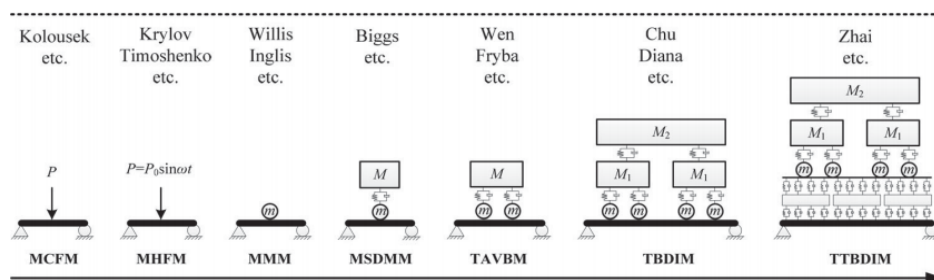 Kolousek
etc.
Krylov
Timoshenko
etc.
Willis
Inglis
etc.
Biggs
etc.
Wen
Fryba
etc.
Chu
Diana
etc.
Zhai
etc.
P
P=P₀sinωt
m
M
m
M
m m
M₂
M₁ M₁
m m m m
M₂
M₁ M₁
m m m m
MCFM MHFM MMM MSDMM TAVBM TBDIM TTBDIM